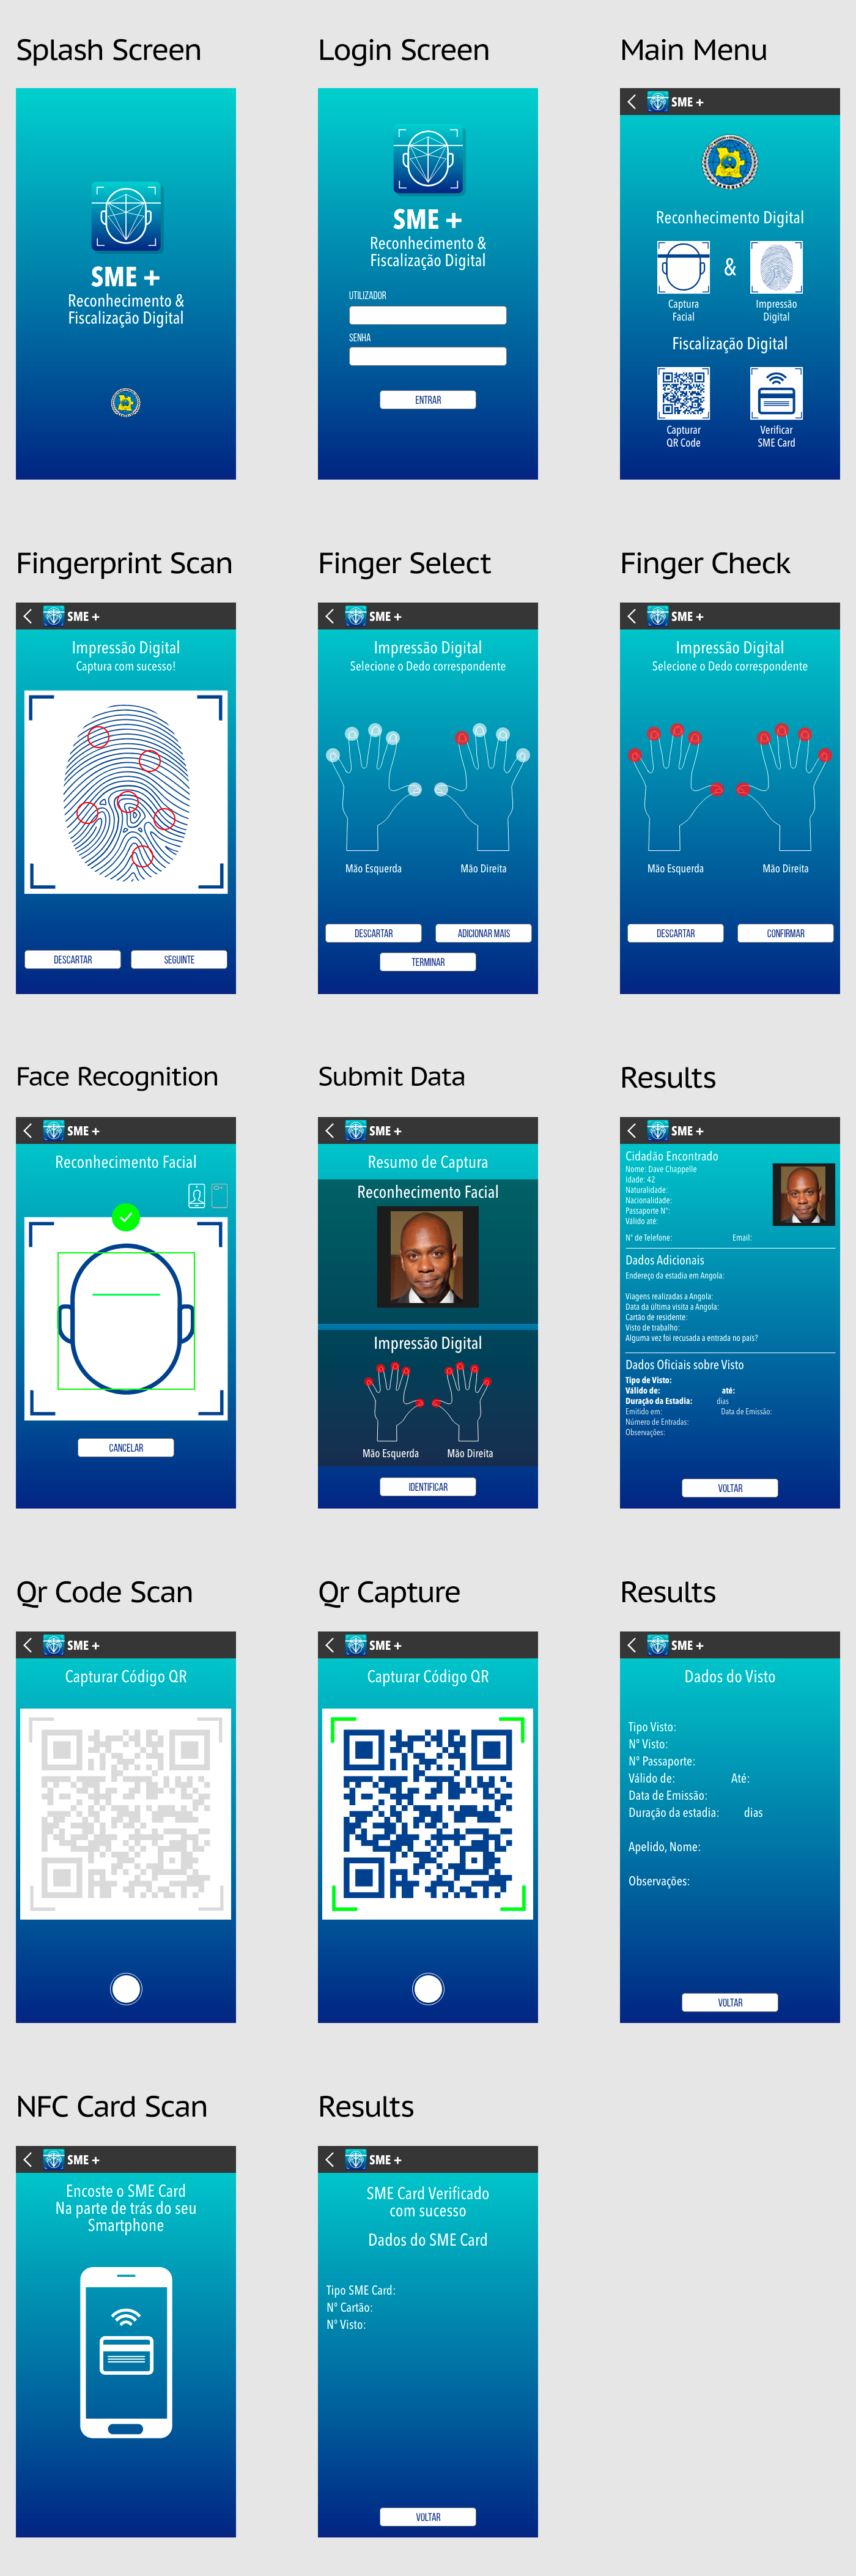 Splash Screen
SME +
Reconhecimento &
Fiscalização Digital
Login Screen
SME +
Reconhecimento &
Fiscalização Digital
UTILIZADOR
SENHA
ENTRAR
Main Menu
SME +
Reconhecimento Digital
&
Captura
Facial
Impressão
Digital
Fiscalização Digital
Capturar
QR Code
Verificar
SME Card
Fingerprint Scan
SME +
Impressão Digital
Captura com sucesso!
DESCARTAR
SEGUINTE
Finger Select
SME +
Impressão Digital
Selecione o Dedo correspondente
Mão Esquerda
Mão Direita
DESCARTAR
ADICIONAR MAIS
TERMINAR
Finger Check
SME +
Impressão Digital
Selecione o Dedo correspondente
Mão Esquerda
Mão Direita
DESCARTAR
CONFIRMAR
Face Recognition
SME +
Reconhecimento Facial
CANCELAR
Submit Data
SME +
Resumo de Captura
Reconhecimento Facial
Impressão Digital
Mão Esquerda
Mão Direita
IDENTIFICAR
Results
SME +
Cidadão Encontrado
Nome: Dave Chappelle
Idade: 42
Naturalidade:
Nacionalidade:
Passaporte Nº:
Válido até:
Nº de Telefone: Email:
Dados Adicionais
Endereço da estadia em Angola:
Viagens realizadas a Angola:
Data da última visita a Angola:
Cartão de residente:
Visto de trabalho:
Alguma vez foi recusada a entrada no país?
Dados Oficiais sobre Visto
Tipo de Visto:
Válido de: até:
Duração da Estadia: dias
Emitido em: Data de Emissão:
Número de Entradas:
Observações:
VOLTAR
Qr Code Scan
SME +
Capturar Código QR
Qr Capture
SME +
Capturar Código QR
Results
SME +
Dados do Visto
Tipo Visto:
Nº Visto:
Nº Passaporte:
Válido de: Até:
Data de Emissão:
Duração da estadia: dias
Apelido, Nome:
Observações:
VOLTAR
NFC Card Scan
SME +
Encoste o SME Card
Na parte de trás do seu
Smartphone
Results
SME +
SME Card Verificado
com sucesso
Dados do SME Card
Tipo SME Card:
Nº Cartão:
Nº Visto:
VOLTAR